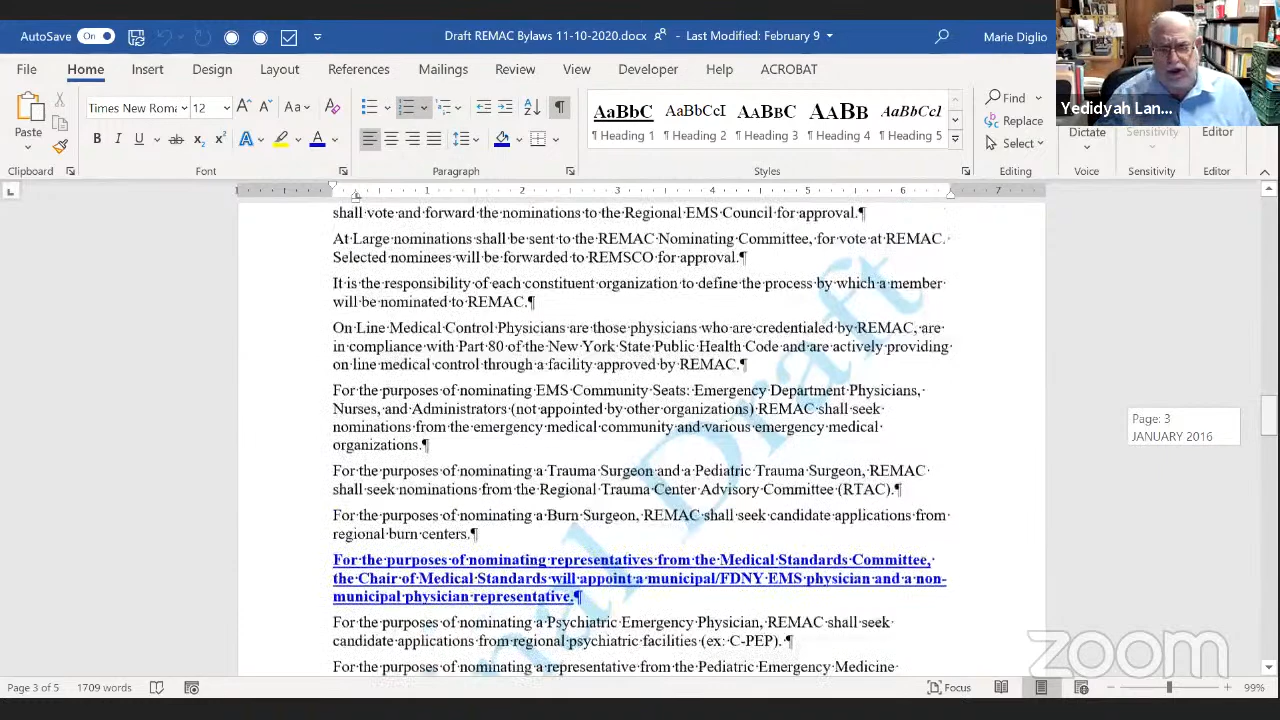 AutoSave On Draft REMAC Bylaws 11-10-2020.docx - Last Modified: February 9 Marie Diglio
File Home Insert Design Layout References Mailings Review View Developer Help ACROBAT
Yedidyah Lan...
Times New Roma 12
AaBbC AaBbCcI AaBbC AaBb AaBbCcI
¶ Heading 1 ¶ Heading 2 ¶ Heading 3 ¶ Heading 4 ¶ Heading 5
Find
Replace
Select
Paste
Dictate Sensitivity Editor
Clipboard Font Paragraph Styles Editing Voice Sensitivity Editor
1 1 2 3 4 5 6 7
shall·vote·and·forward·the·nominations·to·the·Regional·EMS·Council·for·approval.¶
At·Large·nominations·shall·be·sent·to·the·REMAC·Nominating·Committee,·for·vote·at·REMAC.·
Selected·nominees·will·be·forwarded·to·REMSCO·for·approval.¶
It·is·the·responsibility·of·each·constituent·organization·to·define·the·process·by·which·a·member·
will·be·nominated·to·REMAC.¶
On·Line·Medical·Control·Physicians·are·those·physicians·who·are·credentialed·by·REMAC,·are·
in·compliance·with·Part·80·of·the·New·York·State·Public·Health·Code·and·are·actively·providing·
on·line·medical·control·through·a·facility·approved·by·REMAC.¶
For·the·purposes·of·nominating·EMS·Community·Seats:·Emergency·Department·Physicians,·
Nurses,·and·Administrators·(not·appointed·by·other·organizations)·REMAC·shall·seek·
nominations·from·the·emergency·medical·community·and·various·emergency·medical·
organizations.¶
For·the·purposes·of·nominating·a·Trauma·Surgeon·and·a·Pediatric·Trauma·Surgeon,·REMAC·
shall·seek·nominations·from·the·Regional·Trauma·Center·Advisory·Committee·(RTAC).¶
For·the·purposes·of·nominating·a·Burn·Surgeon,·REMAC·shall·seek·candidate·applications·from·
regional·burn·centers.¶
For·the·purposes·of·nominating·representatives·from·the·Medical·Standards·Committee,·
the·Chair·of·Medical·Standards·will·appoint·a·municipal/FDNY·EMS·physician·and·a·non-
municipal·physician·representative.¶
For·the·purposes·of·nominating·a·Psychiatric·Emergency·Physician,·REMAC·shall·seek·
candidate·applications·from·regional·psychiatric·facilities·(ex:·C-PEP).·¶
For·the·purposes·of·nominating·a·representative·from·the·Pediatric·Emergency·Medicine·
Page: 3
JANUARY 2016
nal Draft
zoom
Page 3 of 5 1709 words Focus 99%